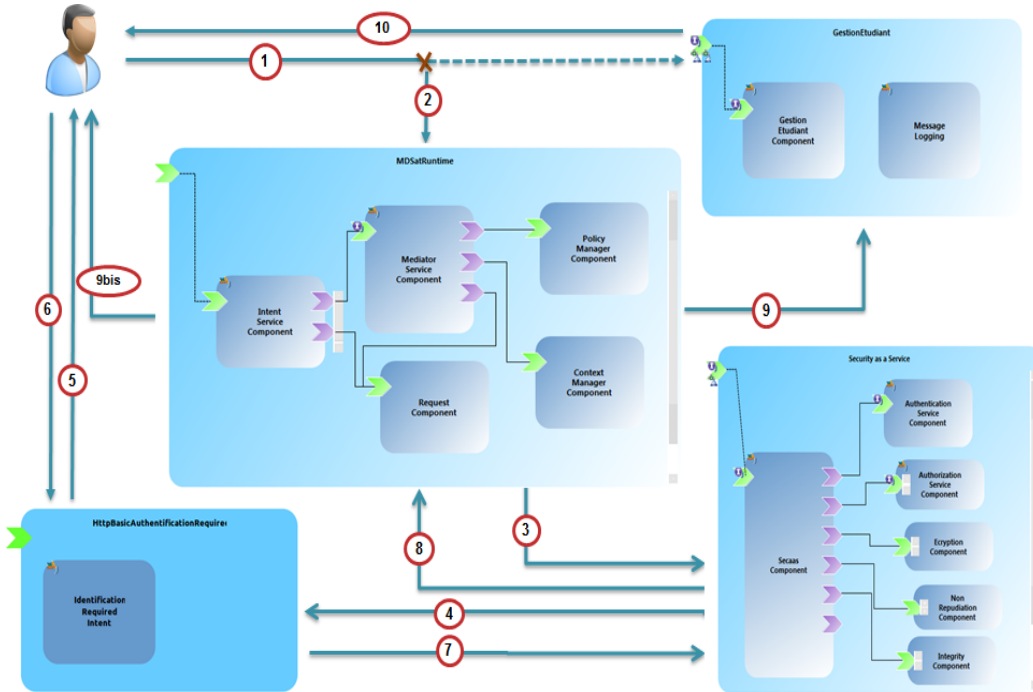 10
GestionEtudiant
1
2
Gestion
Etudiant
Component
Message
Logging
MDSatRuntime
Policy
Manager
Component
Mediator
Service
Component
9bis
6
Intent
Service
Component
9
Security as a Service
5
Context
Manager
Component
Request
Component
Authentication
Service
Component
Authorization
Service
Component
HttpBasicAuthentificationRequire
3
8
Ecryption
Component
Secaas
Component
Identification
Required
Intent
4
Non
Repudiation
Component
7
Integrity
Component